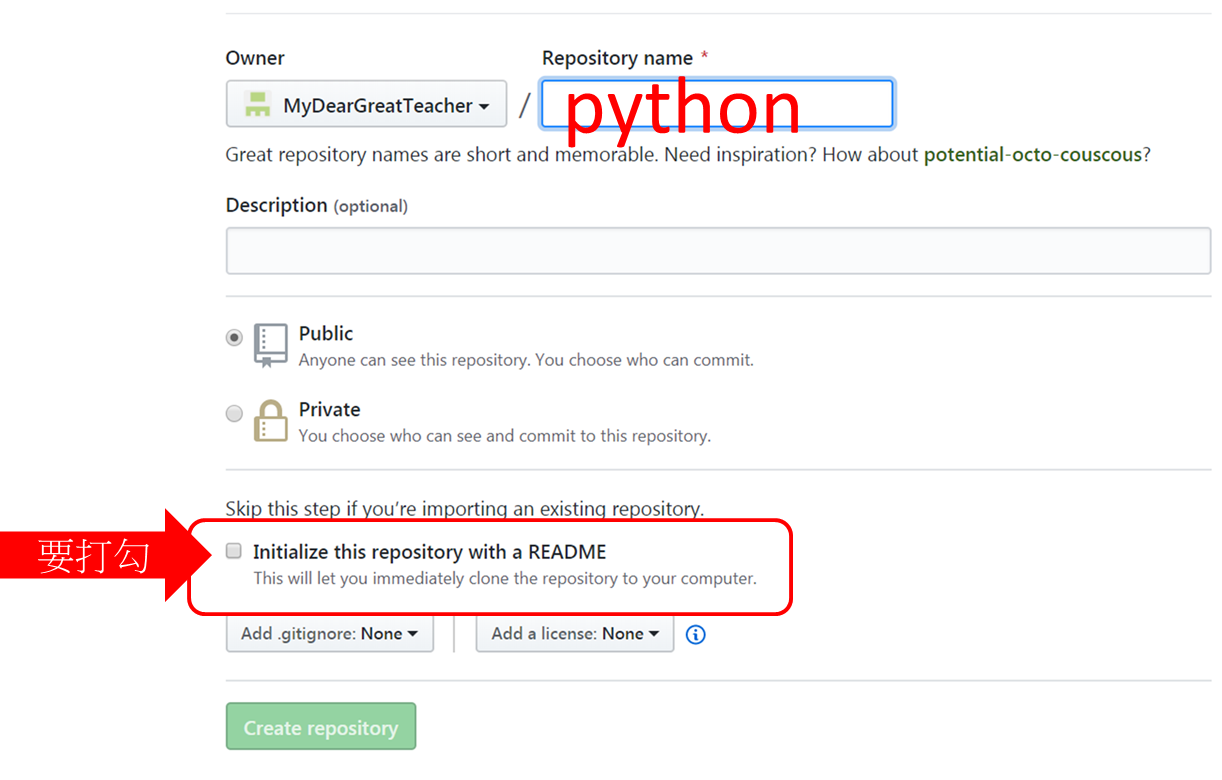 Owner
Repository name *
MyDearGreatTeacher / python
Great repository names are short and memorable. Need inspiration? How about potential-octo-couscous?
Description (optional)
Public
Anyone can see this repository. You choose who can commit.
Private
You choose who can see and commit to this repository.
Skip this step if you’re importing an existing repository.
要打勾
Initialize this repository with a README
This will let you immediately clone the repository to your computer.
Add .gitignore: None
Add a license: None
Create repository